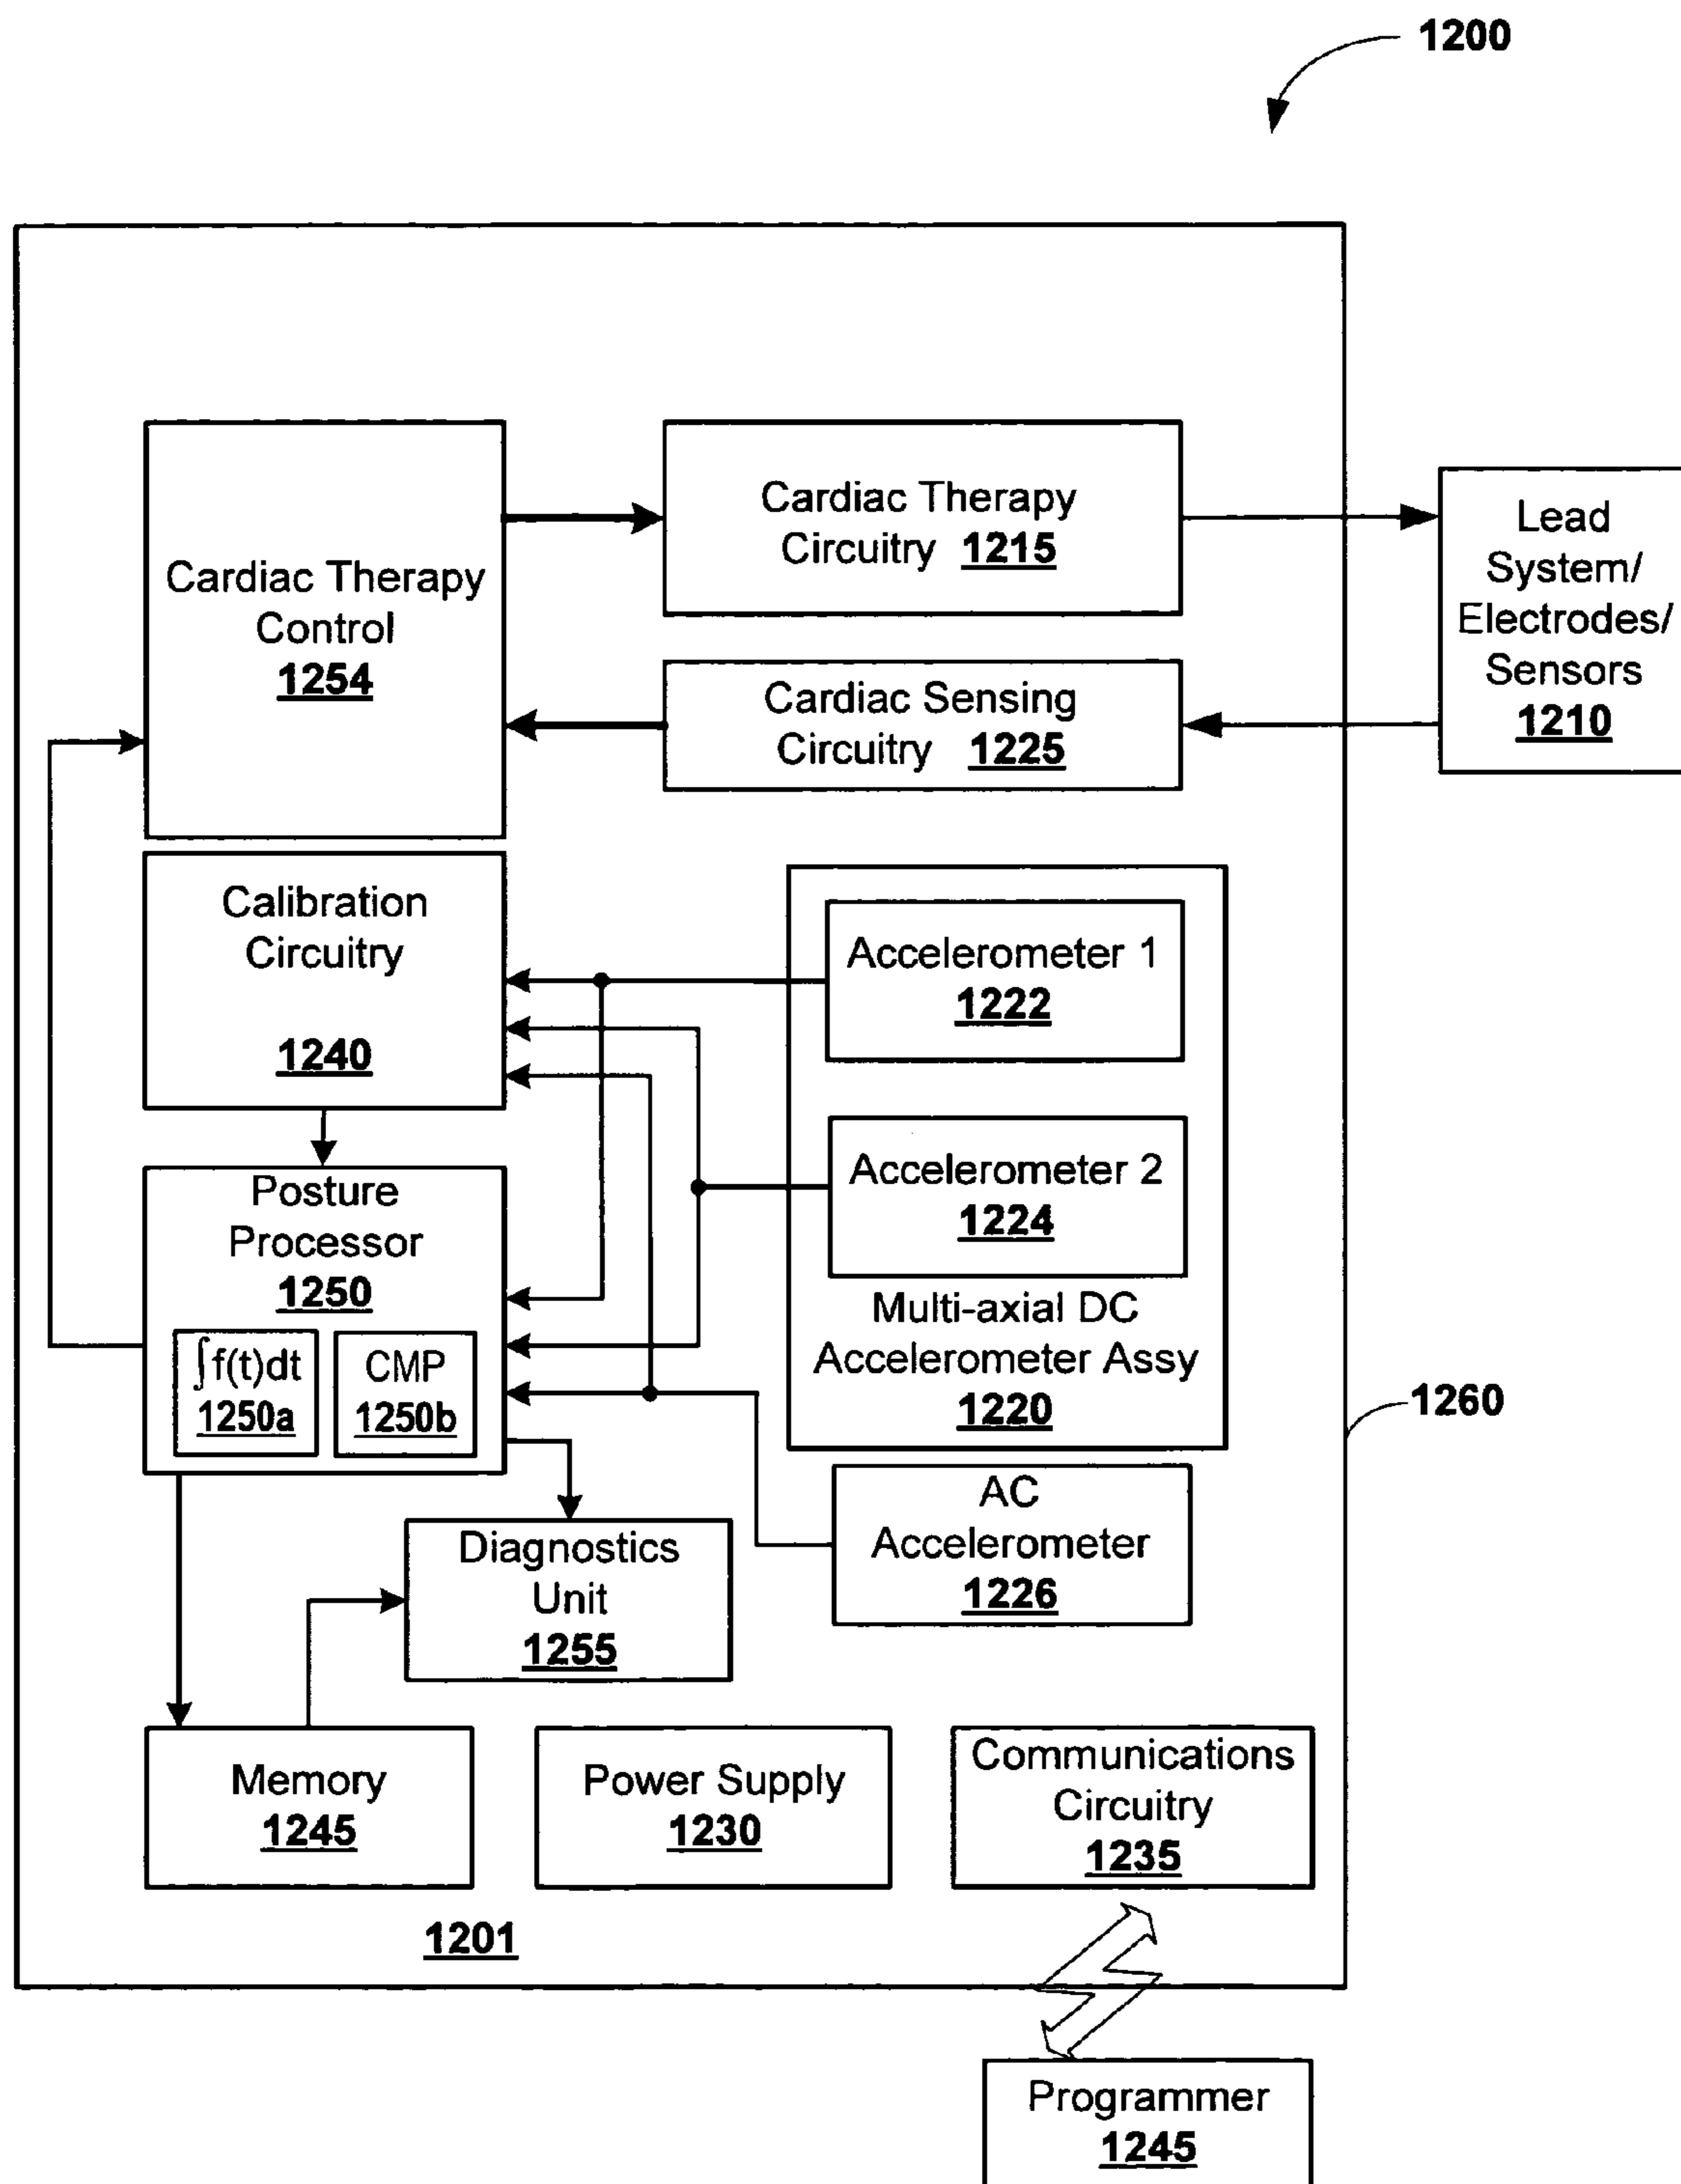 1200
Cardiac Therapy
Control
1254
Cardiac Therapy
Circuitry 1215
Lead
System/
Electrodes/
Sensors
1210
Cardiac Sensing
Circuitry 1225
Calibration
Circuitry
1240
Accelerometer 1
1222
Accelerometer 2
1224
Multi-axial DC
Accelerometer Assy
1220
Posture
Processor
1250
∫f(t)dt
1250a
CMP
1250b
1260
AC
Accelerometer
1226
Diagnostics
Unit
1255
Memory
1245
Power Supply
1230
Communications
Circuitry
1235
1201
Programmer
1245